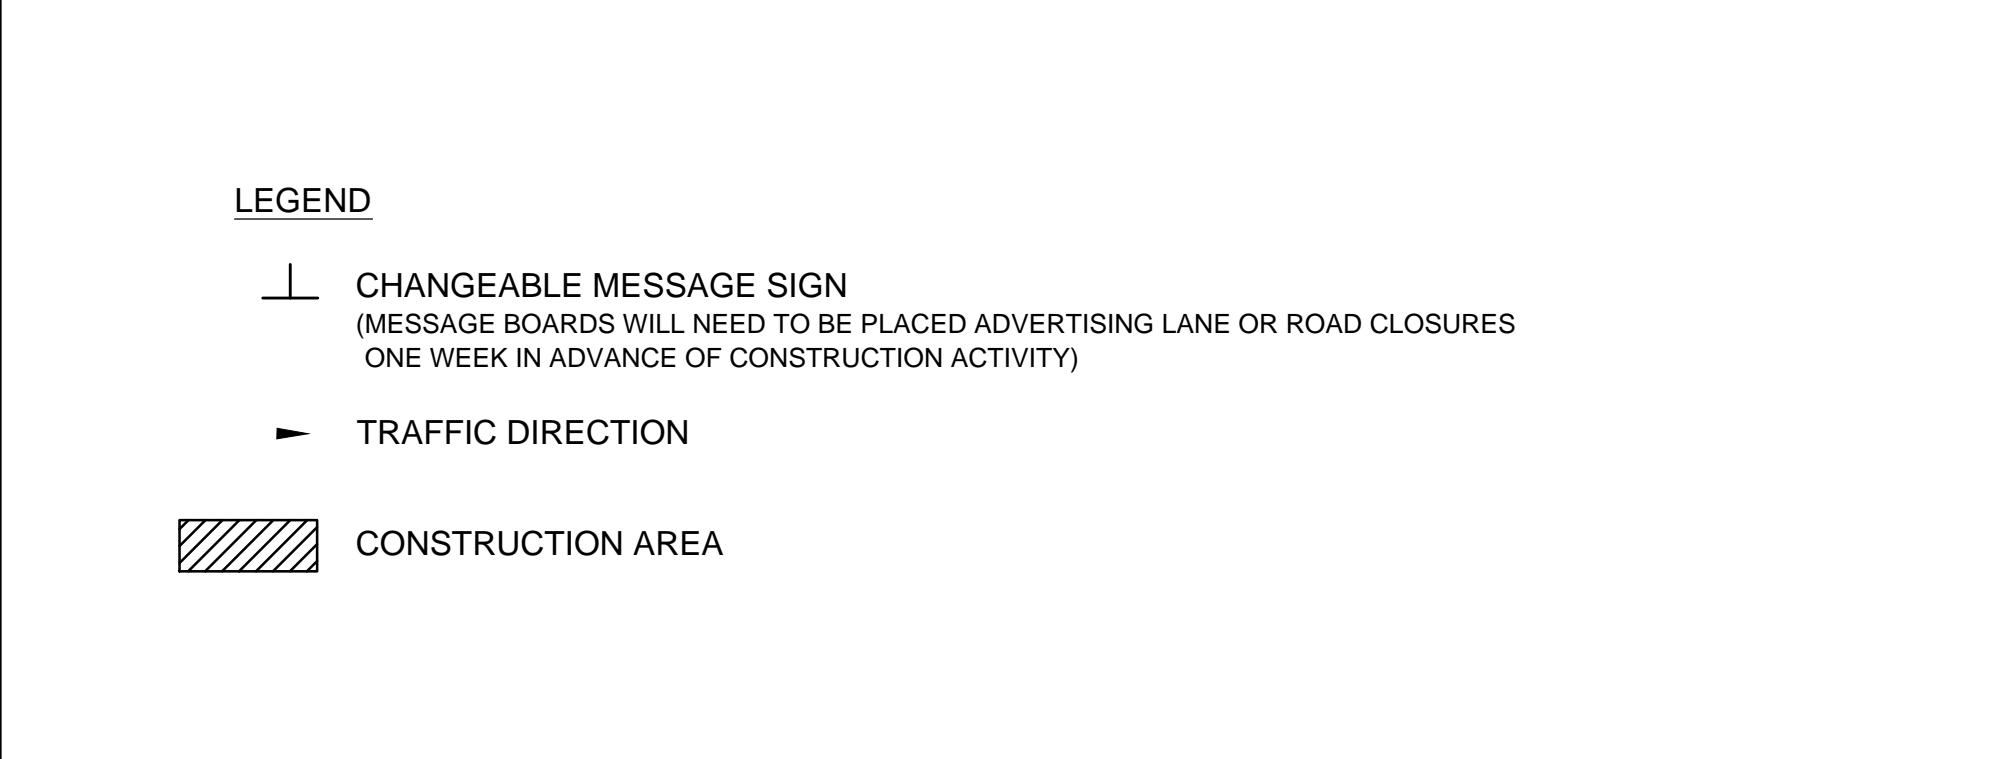 LEGEND
CHANGEABLE MESSAGE SIGN
(MESSAGE BOARDS WILL NEED TO BE PLACED ADVERTISING LANE OR ROAD CLOSURES
ONE WEEK IN ADVANCE OF CONSTRUCTION ACTIVITY)
TRAFFIC DIRECTION
CONSTRUCTION AREA